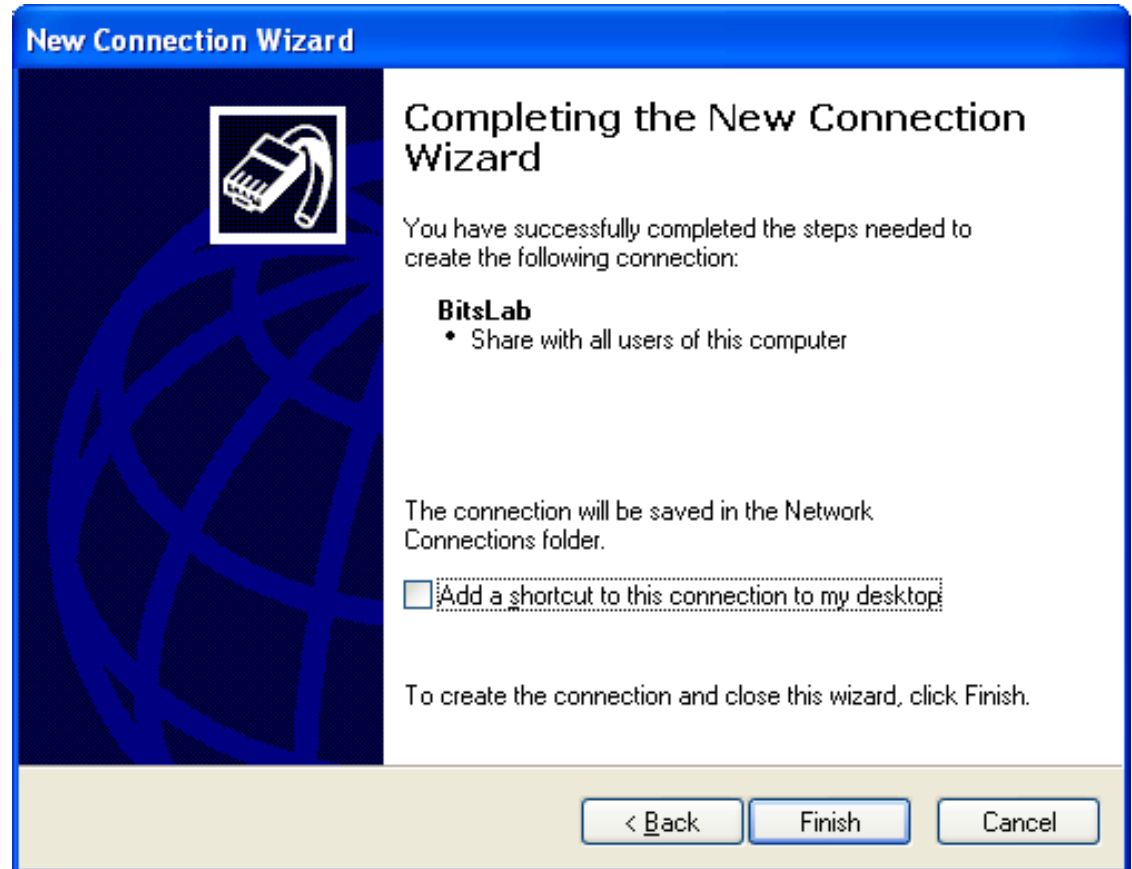 New Connection Wizard
Completing the New Connection
Wizard
You have successfully completed the steps needed to
create the following connection:
BitsLab
• Share with all users of this computer
The connection will be saved in the Network
Connections folder.
Add a shortcut to this connection to my desktop
To create the connection and close this wizard, click Finish.
< Back Finish Cancel